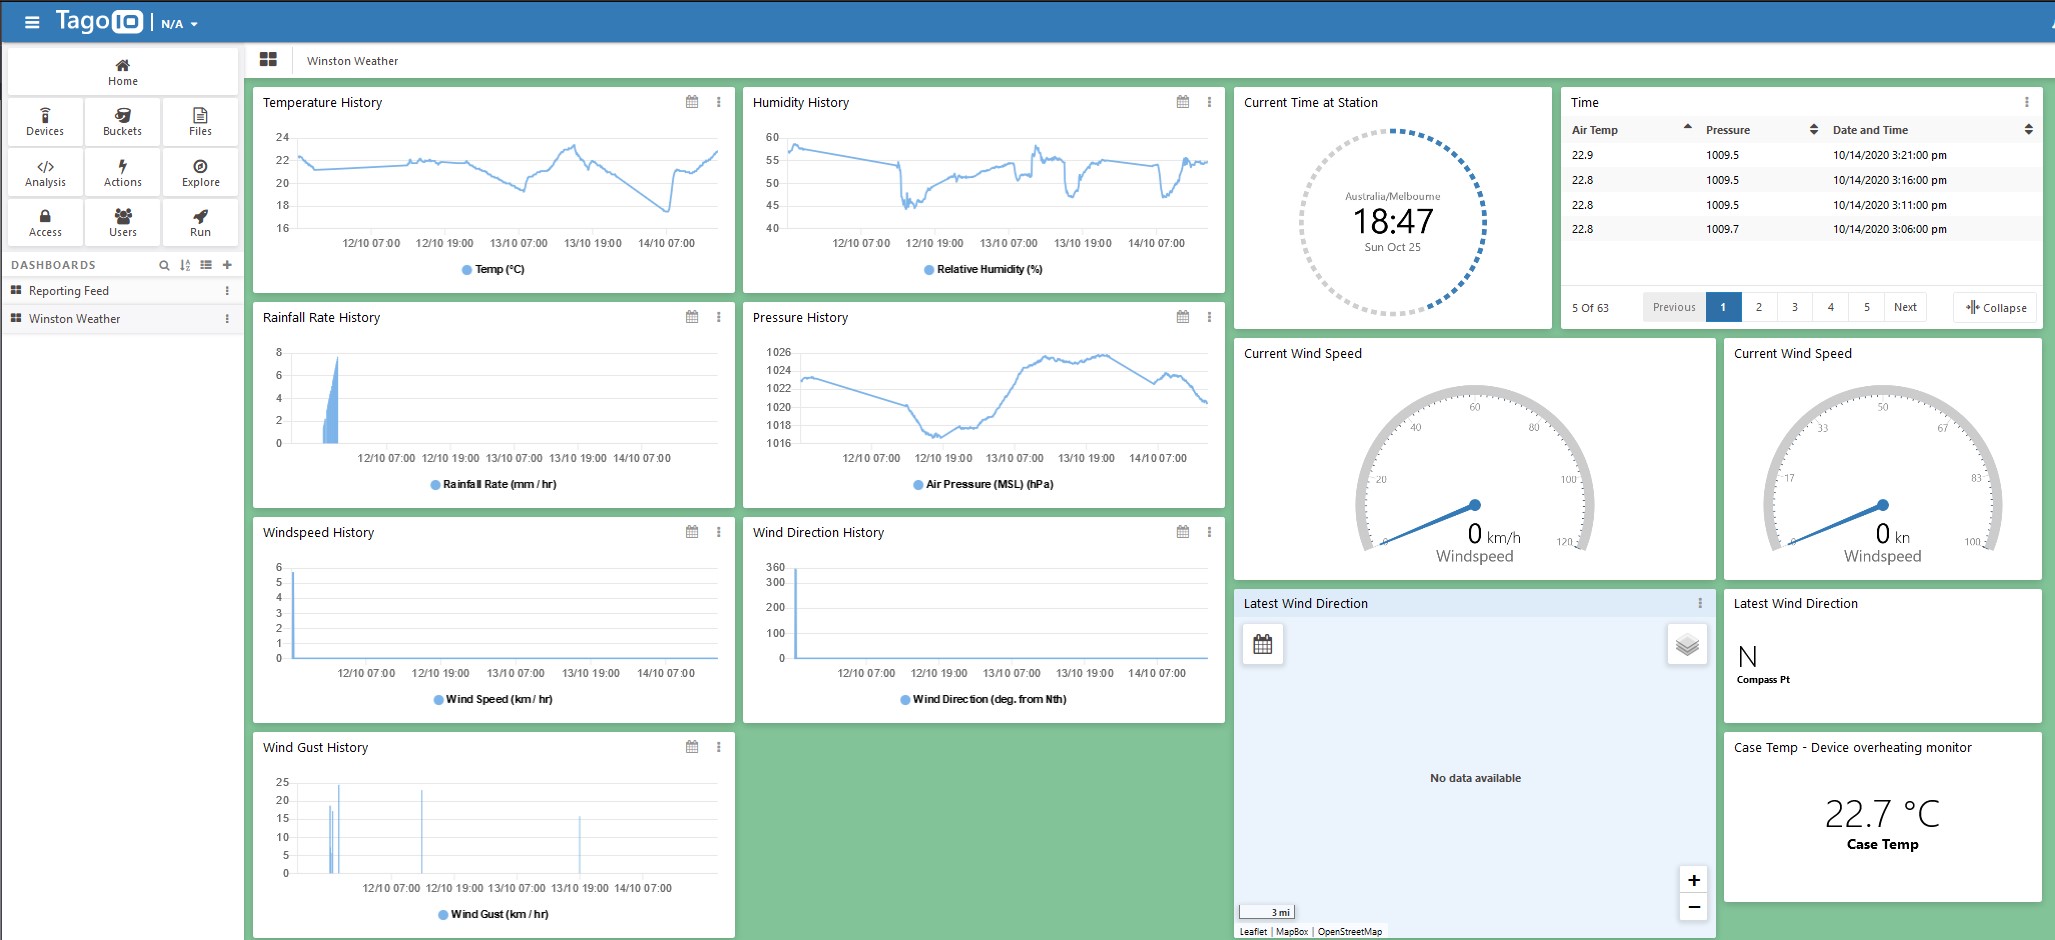 Tago IO | N/A
Home
Devices Buckets Files
Analysis Actions Explore
Access Users Run
DASHBOARDS
Reporting Feed
Winston Weather
Winston Weather
Temperature History
24
22
20
18
16
12/10 07:00 12/10 19:00 13/10 07:00 13/10 19:00 14/10 07:00
Temp (°C)
Humidity History
60
55
50
45
40
12/10 07:00 12/10 19:00 13/10 07:00 13/10 19:00 14/10 07:00
Relative Humidity (%)
Current Time at Station
Australia/Melbourne
18:47
Sun Oct 25
Time
Air Temp Pressure Date and Time
22.9 1009.5 10/14/2020 3:21:00 pm
22.8 1009.5 10/14/2020 3:16:00 pm
22.8 1009.5 10/14/2020 3:11:00 pm
22.8 1009.7 10/14/2020 3:06:00 pm
5 Of 63 Previous 1 2 3 4 5 Next Collapse
Rainfall Rate History
8
6
4
2
0
12/10 07:00 12/10 19:00 13/10 07:00 13/10 19:00 14/10 07:00
Rainfall Rate (mm / hr)
Pressure History
1026
1024
1022
1020
1018
1016
12/10 07:00 12/10 19:00 13/10 07:00 13/10 19:00 14/10 07:00
Air Pressure (MSL) (hPa)
Current Wind Speed
0 20 40 60 80 100 120
0 km/h
Windspeed
Current Wind Speed
0 17 33 50 67 83 100
0 kn
Windspeed
Windspeed History
6
5
4
3
2
1
0
12/10 07:00 12/10 19:00 13/10 07:00 13/10 19:00 14/10 07:00
Wind Speed (km / hr)
Wind Direction History
360
300
200
100
0
12/10 07:00 12/10 19:00 13/10 07:00 13/10 19:00 14/10 07:00
Wind Direction (deg. from Nth)
Latest Wind Direction
No data available
+
−
3 mi
Leaflet | MapBox | OpenStreetMap
Latest Wind Direction
N
Compass Pt
Wind Gust History
25
20
15
10
5
0
12/10 07:00 12/10 19:00 13/10 07:00 13/10 19:00 14/10 07:00
Wind Gust (km / hr)
Case Temp - Device overheating monitor
22.7 °C
Case Temp